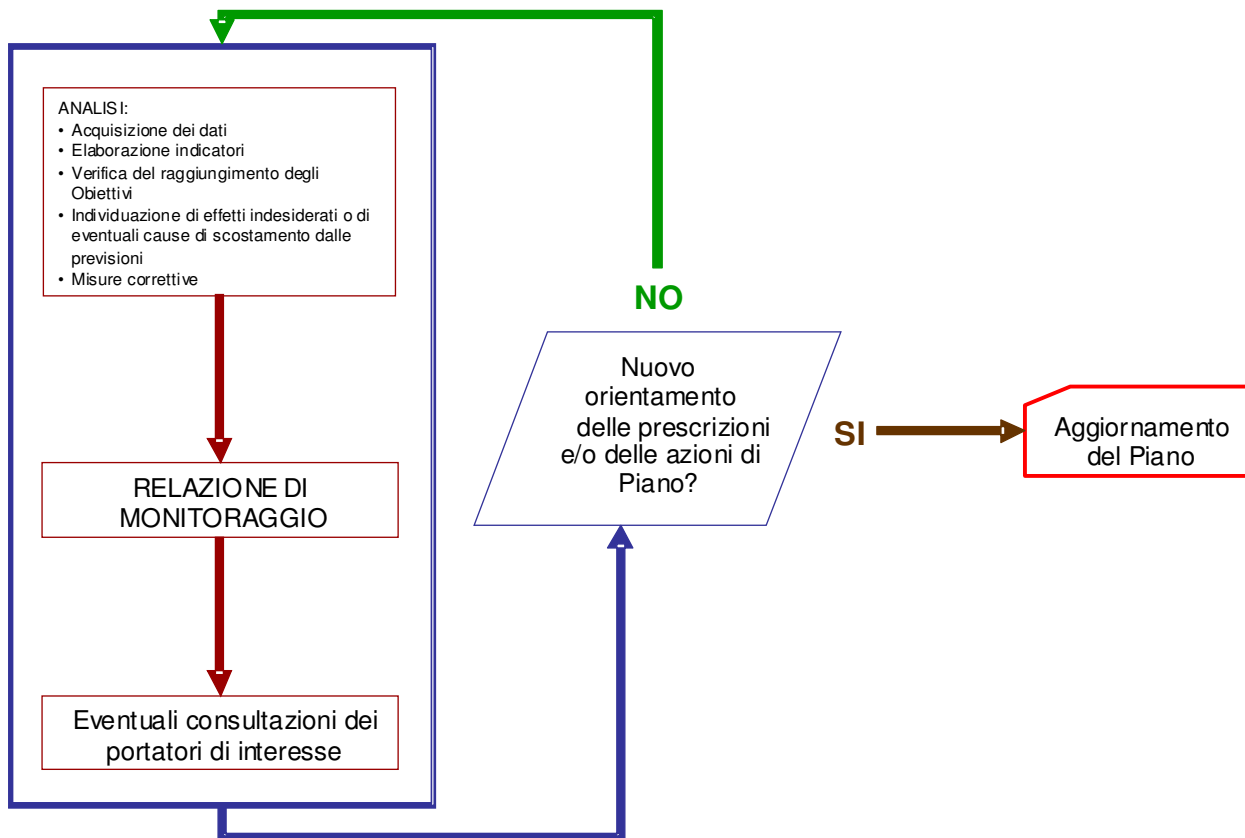 ANALISI:
• Acquisizione dei dati
• Elaborazione indicatori
• Verifica del raggiungimento degli
Obiettivi
• Individuazione di effetti indesiderati o di
eventuali cause di scostamento dalle
previsioni
• Misure correttive
RELAZIONE DI
MONITORAGGIO
Eventuali consultazioni dei
portatori di interesse
NO
Nuovo
orientamento
delle prescrizioni
e/o delle azioni di
Piano?
SI
Aggiornamento
del Piano